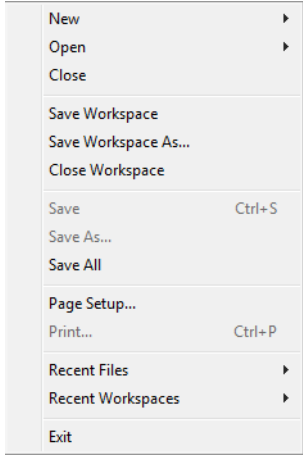 New
Open
Close
Save Workspace
Save Workspace As...
Close Workspace
Save Ctrl+S
Save As...
Save All
Page Setup...
Print... Ctrl+P
Recent Files
Recent Workspaces
Exit